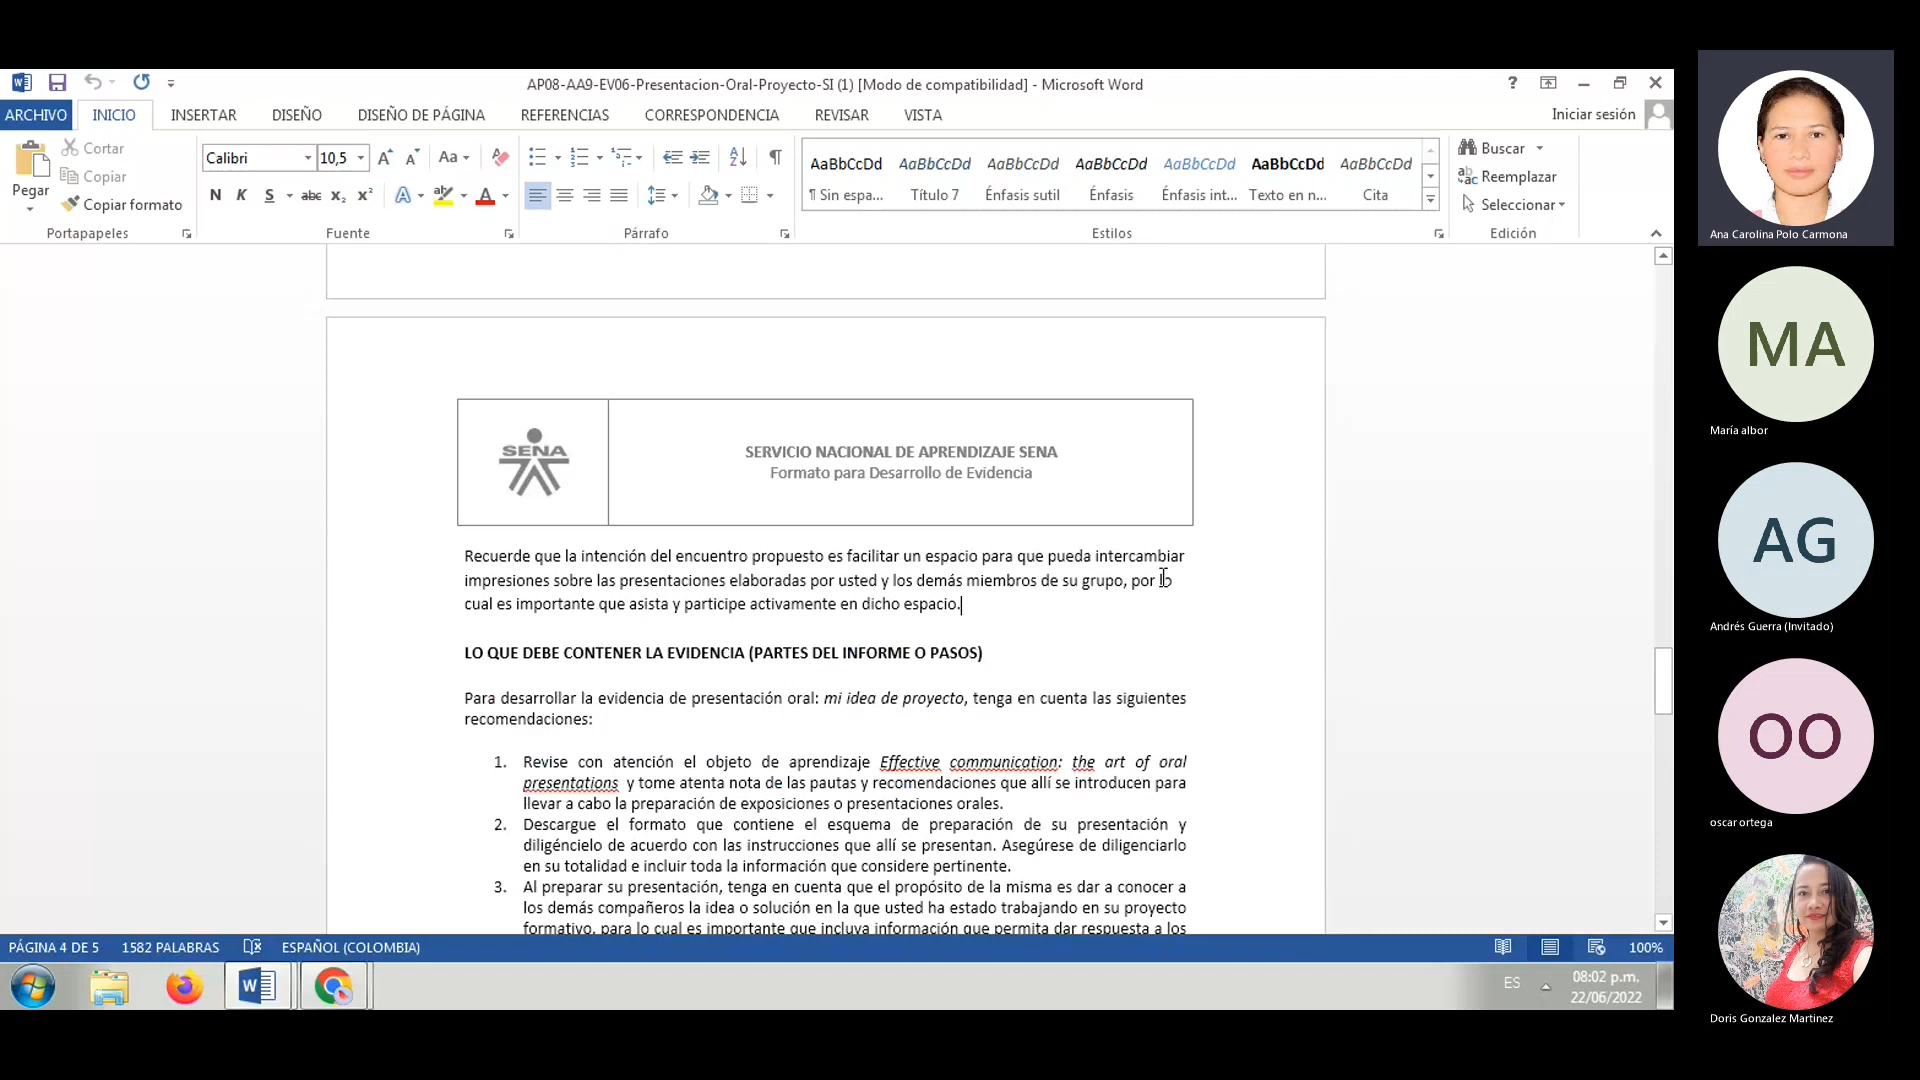 AP08-AA9-EV06-Presentacion-Oral-Proyecto-SI (1) [Modo de compatibilidad] - Microsoft Word
ARCHIVO INICIO INSERTAR DISEÑO DISEÑO DE PÁGINA REFERENCIAS CORRESPONDENCIA REVISAR VISTA Iniciar sesión
Pegar
Cortar
Copiar
Copiar formato
Portapapeles
Calibri 10,5
Aa
N K S abc x₂ x²
Fuente
Párrafo
AaBbCcDd AaBbCcDd AaBbCcDd AaBbCcDd AaBbCcDd AaBbCcDd AaBbCcDd
¶ Sin espa... Título 7 Énfasis sutil Énfasis Énfasis int... Texto en n... Cita
Estilos
Buscar
Reemplazar
Seleccionar
Edición
SENA
SERVICIO NACIONAL DE APRENDIZAJE SENA
Formato para Desarrollo de Evidencia
Recuerde que la intención del encuentro propuesto es facilitar un espacio para que pueda intercambiar
impresiones sobre las presentaciones elaboradas por usted y los demás miembros de su grupo, por lo
cual es importante que asista y participe activamente en dicho espacio.
LO QUE DEBE CONTENER LA EVIDENCIA (PARTES DEL INFORME O PASOS)
Para desarrollar la evidencia de presentación oral: mi idea de proyecto, tenga en cuenta las siguientes
recomendaciones:
1. Revise con atención el objeto de aprendizaje Effective communication: the art of oral
presentations y tome atenta nota de las pautas y recomendaciones que allí se introducen para
llevar a cabo la preparación de exposiciones o presentaciones orales.
2. Descargue el formato que contiene el esquema de preparación de su presentación y
diligéncielo de acuerdo con las instrucciones que allí se presentan. Asegúrese de diligenciarlo
en su totalidad e incluir toda la información que considere pertinente.
3. Al preparar su presentación, tenga en cuenta que el propósito de la misma es dar a conocer a
los demás compañeros la idea o solución en la que usted ha estado trabajando en su proyecto
formativo, para lo cual es importante que incluya información que permita dar respuesta a los
PÁGINA 4 DE 5 1582 PALABRAS ESPAÑOL (COLOMBIA) 100%
ES 08:02 p.m.
22/06/2022
Ana Carolina Polo Carmona
MA
María albor
AG
Andrés Guerra (Invitado)
OO
oscar ortega
Doris Gonzalez Martinez